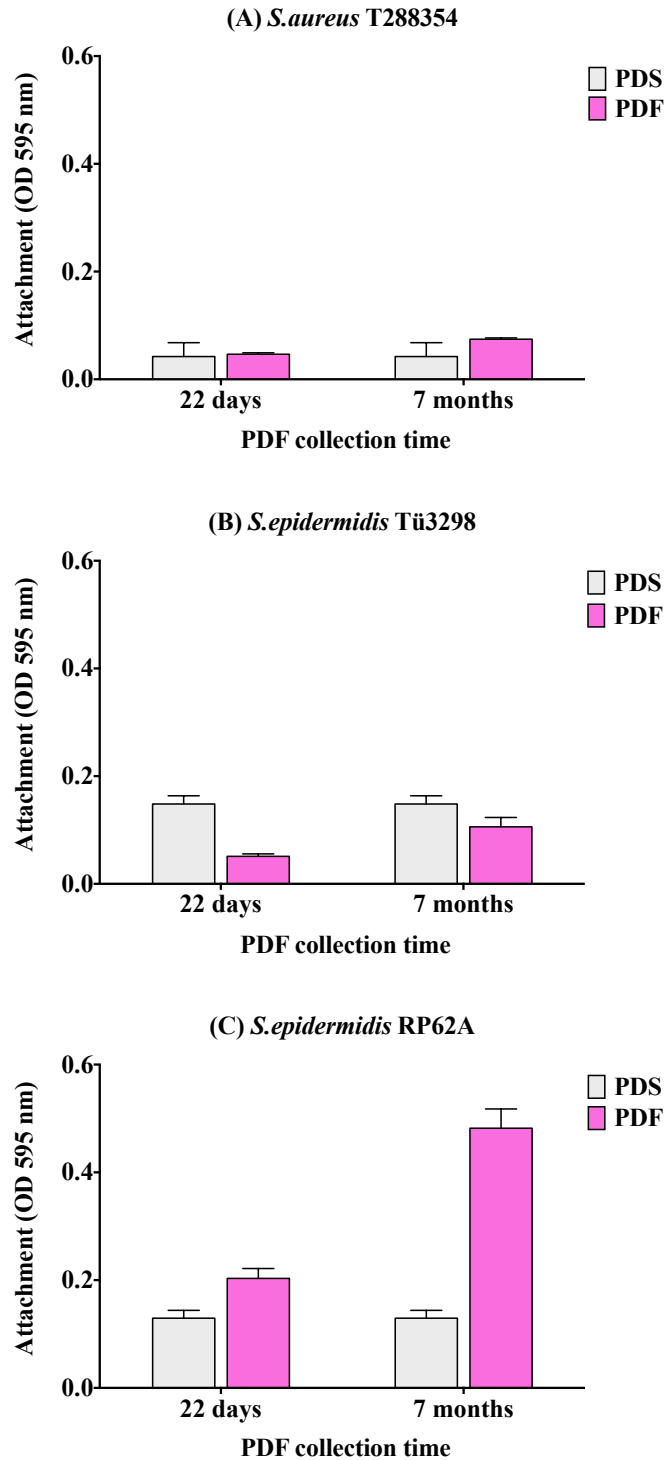 (A) S.aureus T288354
0.6
PDS
PDF
0.4
Attachment (OD 595 nm)
0.2
0.0
22 days
7 months
PDF collection time
(B) S.epidermidis Tü3298
0.6
PDS
PDF
0.4
Attachment (OD 595 nm)
0.2
0.0
22 days
7 months
PDF collection time
(C) S.epidermidis RP62A
0.6
PDS
PDF
0.4
Attachment (OD 595 nm)
0.2
0.0
22 days
7 months
PDF collection time